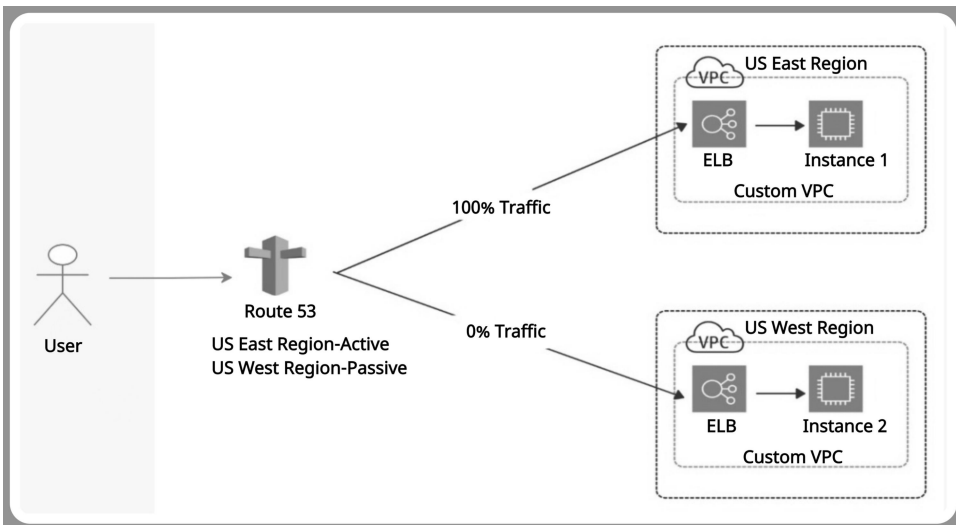 US East Region
VPC
ELB
Instance 1
Custom VPC
100% Traffic
User
Route 53
US East Region-Active
US West Region-Passive
0% Traffic
US West Region
VPC
ELB
Instance 2
Custom VPC